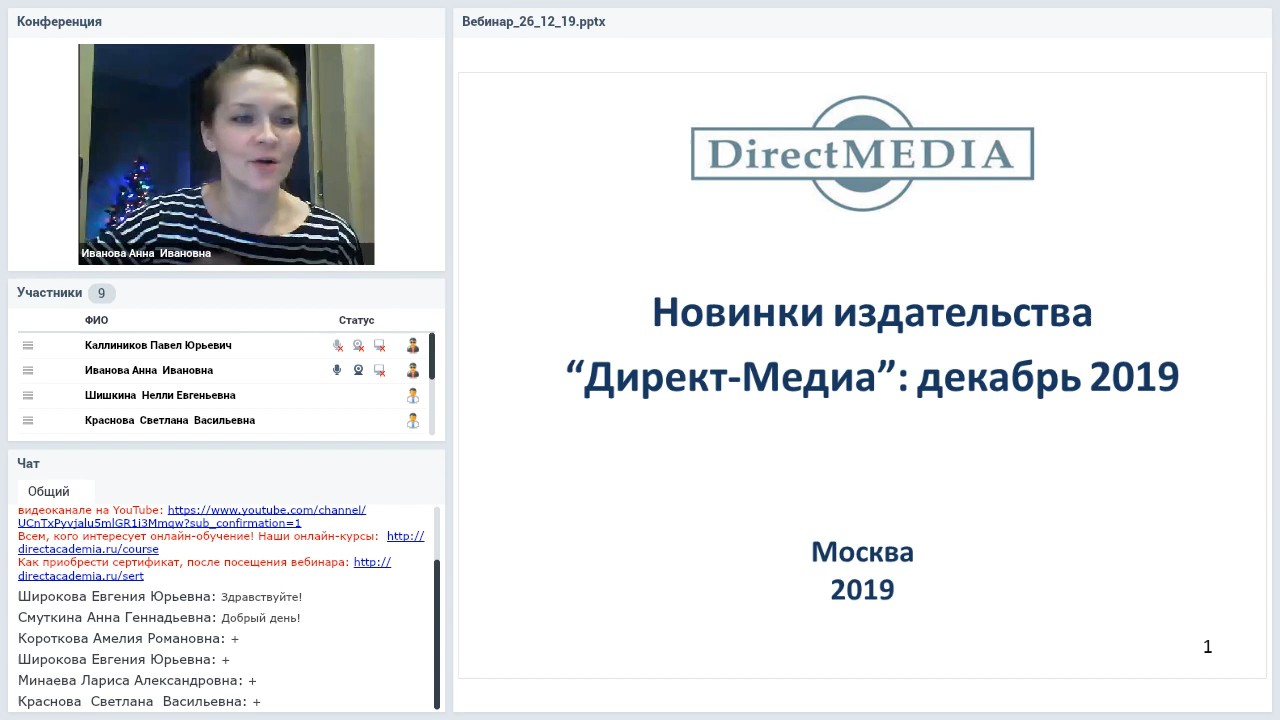 Конференция
Иванова Анна Ивановна
Участники 9
ФИО Статус
Каллиников Павел Юрьевич
Иванова Анна Ивановна
Шишкина Нелли Евгеньевна
Краснова Светлана Васильевна
Чат
Общий
видеоканале на YouTube: https://www.youtube.com/channel/
UCnTxPyvjalu5mlGR1i3Mmqw?sub_confirmation=1
Всем, кого интересует онлайн-обучение! Наши онлайн-курсы: http://
directacademia.ru/course
Как приобрести сертификат, после посещения вебинара: http://
directacademia.ru/sert
Широкова Евгения Юрьевна: Здравствуйте!
Смуткина Анна Геннадьевна: Добрый день!
Короткова Амелия Романовна: +
Широкова Евгения Юрьевна: +
Минаева Лариса Александровна: +
Краснова Светлана Васильевна: +
Вебинар_26_12_19.pptx
DirectMEDIA
Новинки издательства
“Директ-Медиа”: декабрь 2019
Москва
2019
1